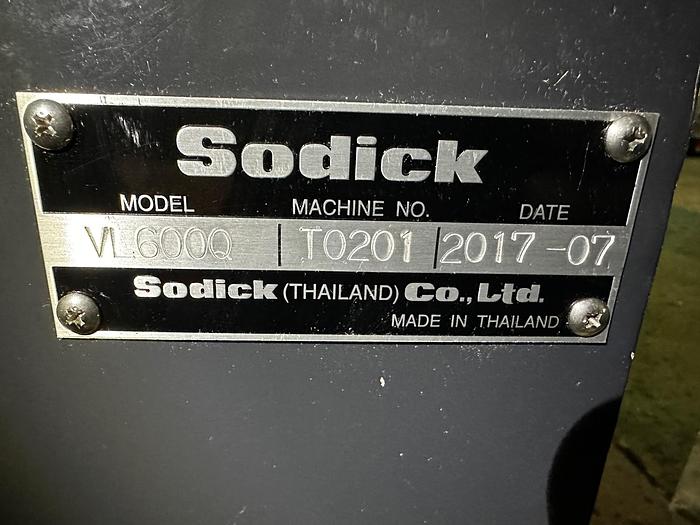 Sodick
MODEL MACHINE NO. DATE
VL600Q T0201 2017-07
Sodick (THAILAND) Co., Ltd.
MADE IN THAILAND